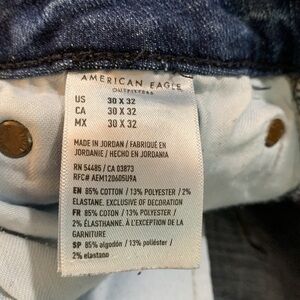 AMERICAN EAGLE
OUTFITTERS
US 30 X 32
CA 30 X 32
MX 30 X 32
MADE IN JORDAN / FABRIQUÉ EN
JORDANIE / HECHO EN JORDANIA
RN 54485 / CA 03873
RFC# AEM120605U9A
EN 85% COTTON / 13% POLYESTER / 2%
ELASTANE. EXCLUSIVE OF DECORATION
FR 85% COTON / 13% POLYESTER /
2% ÉLASTHANNE. À L'EXCEPTION DE LA
GARNITURE
SP 85% algodón / 13% poliéster /
2% elastano